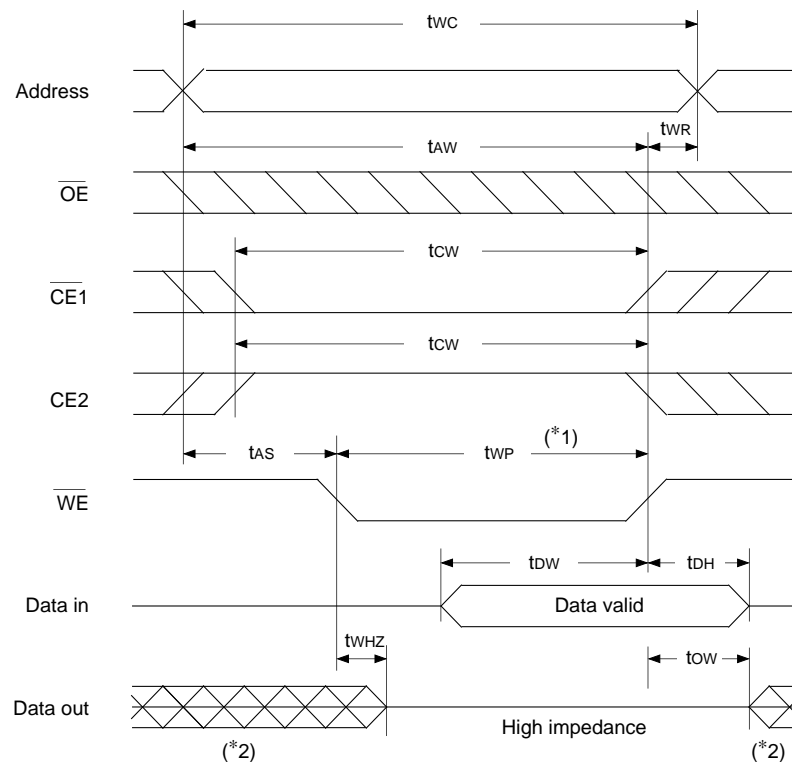 tWC
Address
tWR
tAW
OE
tCW
CE1
tCW
CE2
tAS tWP (*1)
WE
tDW tDH
Data in Data valid
tWHZ tOW
Data out High impedance
(*2) (*2)